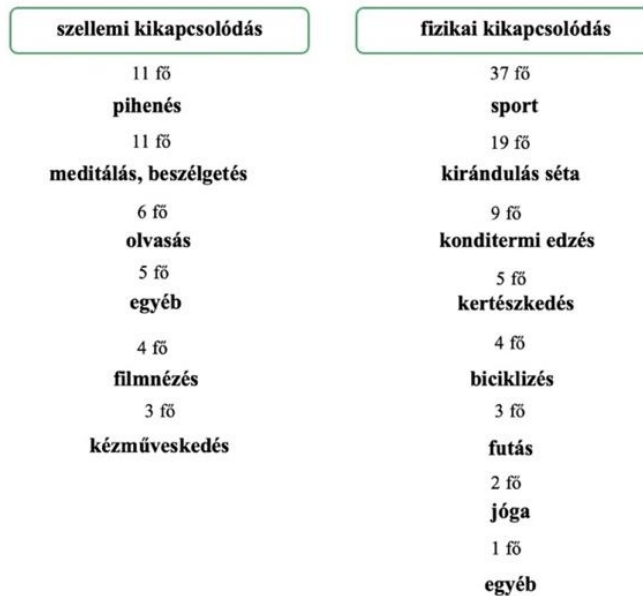 szellemi kikapcsolódás
11 fő
pihenés
11 fő
meditálás, beszélgetés
6 fő
olvasás
5 fő
egyéb
4 fő
filmnézés
3 fő
kézműveskedés
fizikai kikapcsolódás
37 fő
sport
19 fő
kirándulás séta
9 fő
konditermi edzés
5 fő
kertészkedés
4 fő
biciklizés
3 fő
futás
2 fő
jóga
1 fő
egyéb